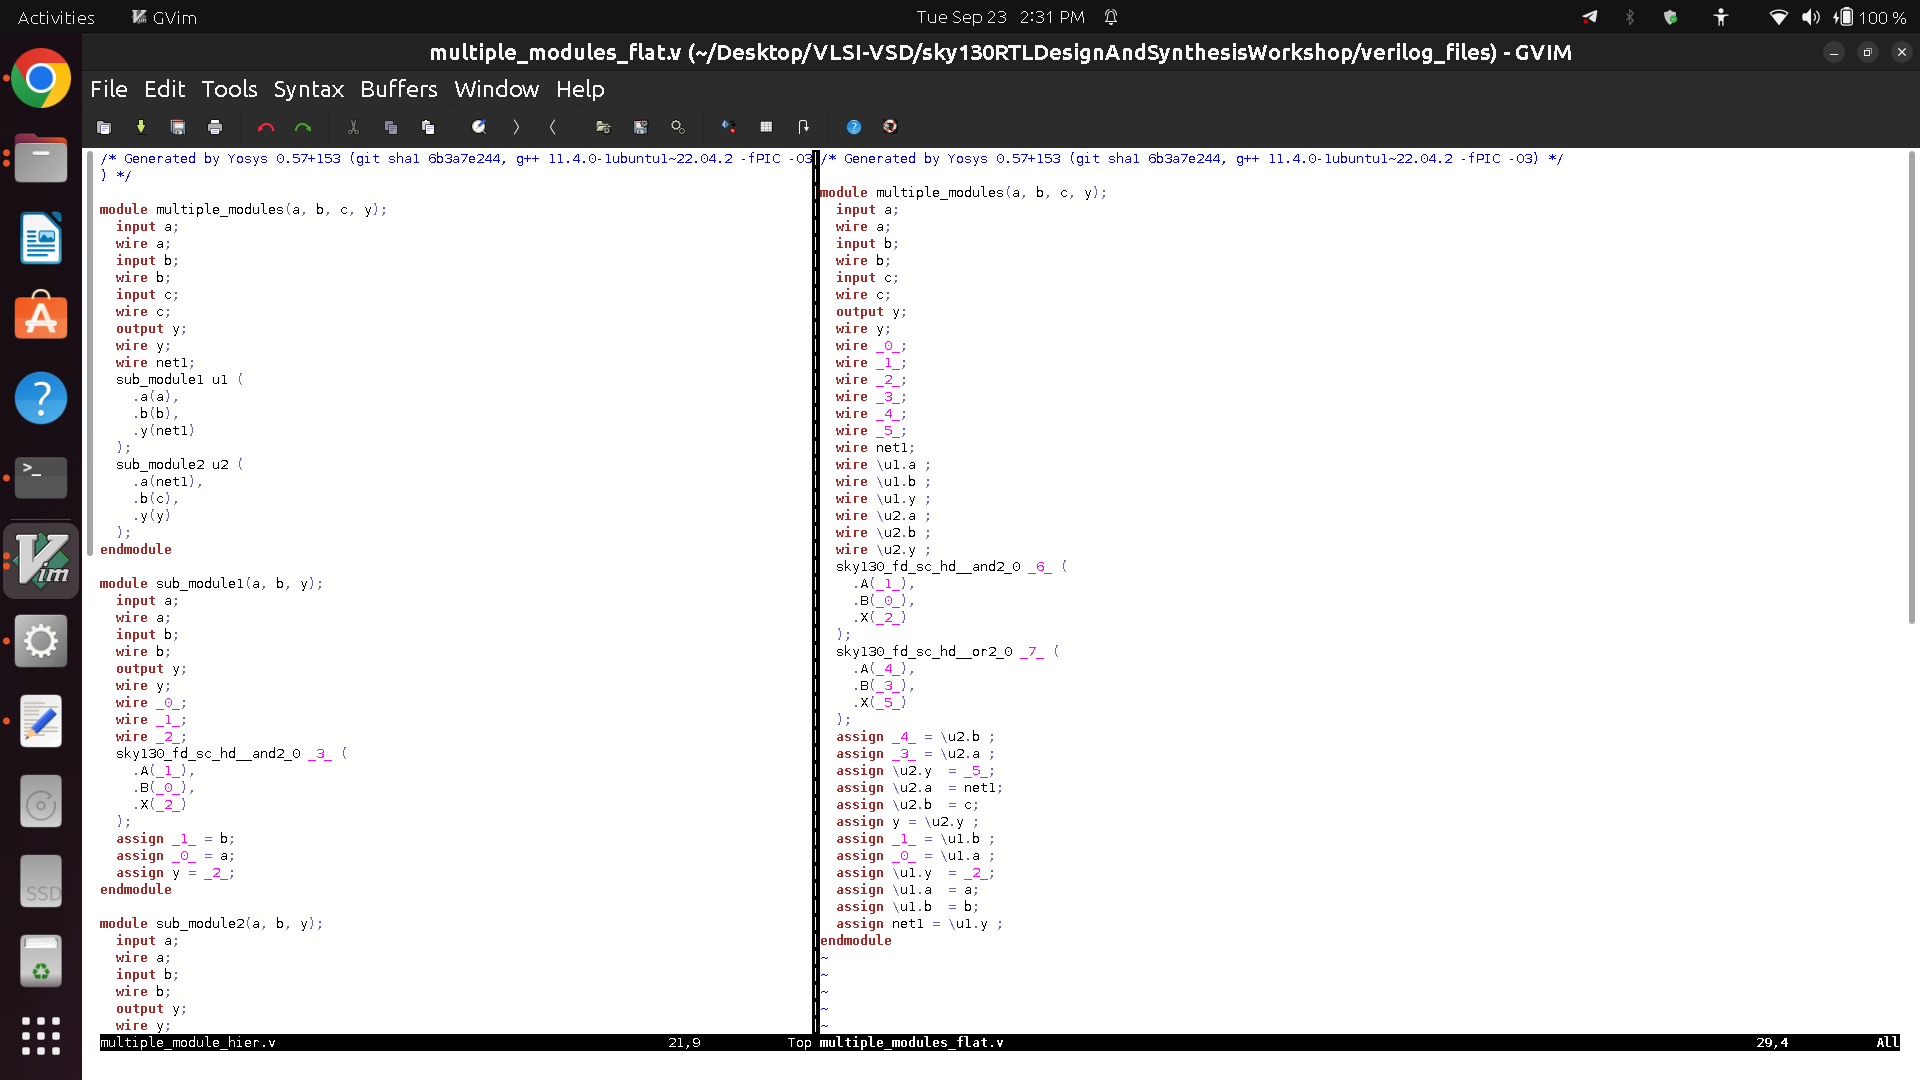 Activities
GVim
Tue Sep 23 2:31 PM
100 %
multiple_modules_flat.v (~/Desktop/VLSI-VSD/sky130RTLDesignAndSynthesisWorkshop/verilog_files) - GVIM
File Edit Tools Syntax Buffers Window Help
/* Generated by Yosys 0.57+153 (git sha1 6b3a7e244, g++ 11.4.0-1ubuntu1~22.04.2 -fPIC -O3
) */
module multiple_modules(a, b, c, y);
input a;
wire a;
input b;
wire b;
input c;
wire c;
output y;
wire y;
wire net1;
sub_module1 u1 (
.a(a),
.b(b),
.y(net1)
);
sub_module2 u2 (
.a(net1),
.b(c),
.y(y)
);
endmodule
module sub_module1(a, b, y);
input a;
wire a;
input b;
wire b;
output y;
wire y;
wire _0_;
wire _1_;
wire _2_;
sky130_fd_sc_hd__and2_0 _3_ (
.A(_1_),
.B(_0_),
.X(_2_)
);
assign _1_ = b;
assign _0_ = a;
assign y = _2_;
endmodule
module sub_module2(a, b, y);
input a;
wire a;
input b;
wire b;
output y;
wire y;
multiple_module_hier.v 21,9 Top
/* Generated by Yosys 0.57+153 (git sha1 6b3a7e244, g++ 11.4.0-1ubuntu1~22.04.2 -fPIC -O3) */
module multiple_modules(a, b, c, y);
input a;
wire a;
input b;
wire b;
input c;
wire c;
output y;
wire y;
wire _0_;
wire _1_;
wire _2_;
wire _3_;
wire _4_;
wire _5_;
wire net1;
wire \u1.a ;
wire \u1.b ;
wire \u1.y ;
wire \u2.a ;
wire \u2.b ;
wire \u2.y ;
sky130_fd_sc_hd__and2_0 _6_ (
.A(_1_),
.B(_0_),
.X(_2_)
);
sky130_fd_sc_hd__or2_0 _7_ (
.A(_4_),
.B(_3_),
.X(_5_)
);
assign _4_ = \u2.b ;
assign _3_ = \u2.a ;
assign \u2.y  = _5_;
assign \u2.a  = net1;
assign \u2.b  = c;
assign y = \u2.y ;
assign _1_ = \u1.b ;
assign _0_ = \u1.a ;
assign \u1.y  = _2_;
assign \u1.a  = a;
assign \u1.b  = b;
assign net1 = \u1.y ;
endmodule
~
~
~
~
~
multiple_modules_flat.v 29,4 All
SSD